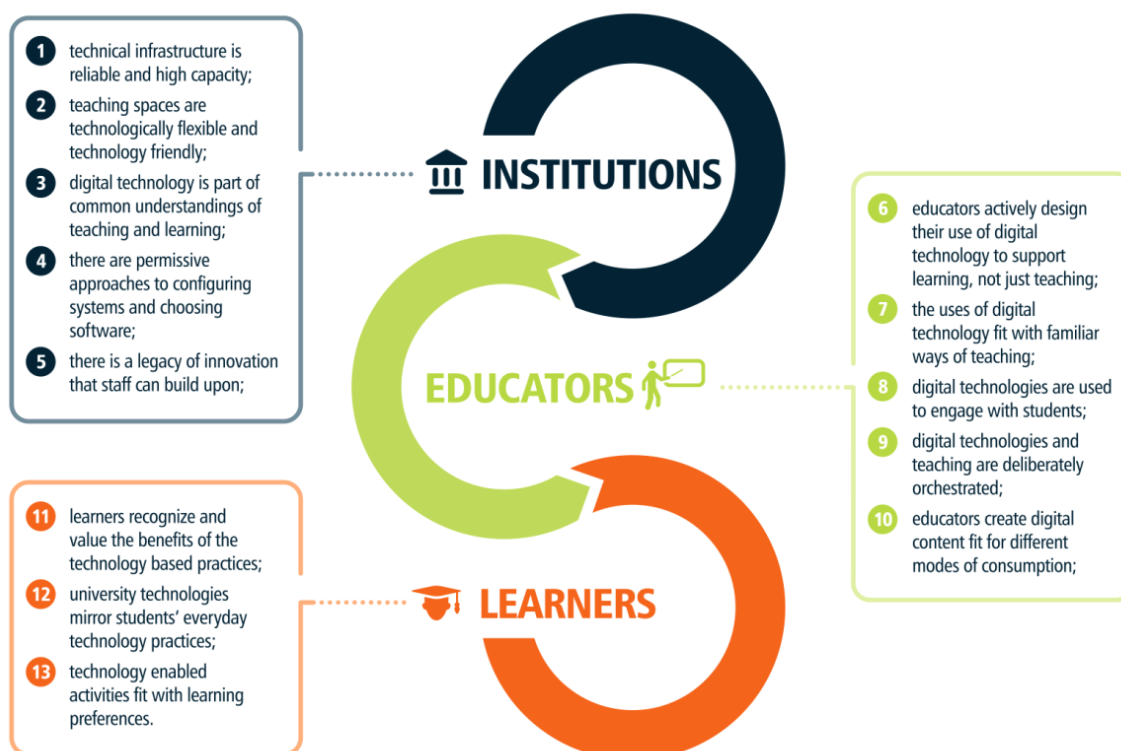 1 technical infrastructure is
reliable and high capacity;
2 teaching spaces are
technologically flexible and
technology friendly;
3 digital technology is part of
common understandings of
teaching and learning;
4 there are permissive
approaches to configuring
systems and choosing
software;
5 there is a legacy of innovation
that staff can build upon;
INSTITUTIONS
EDUCATORS
6 educators actively design
their use of digital
technology to support
learning, not just teaching;
7 the uses of digital
technology fit with familiar
ways of teaching;
8 digital technologies are used
to engage with students;
9 digital technologies and
teaching are deliberately
orchestrated;
10 educators create digital
content fit for different
modes of consumption;
11 learners recognize and
value the benefits of the
technology based practices;
12 university technologies
mirror students’ everyday
technology practices;
13 technology enabled
activities fit with learning
preferences.
LEARNERS